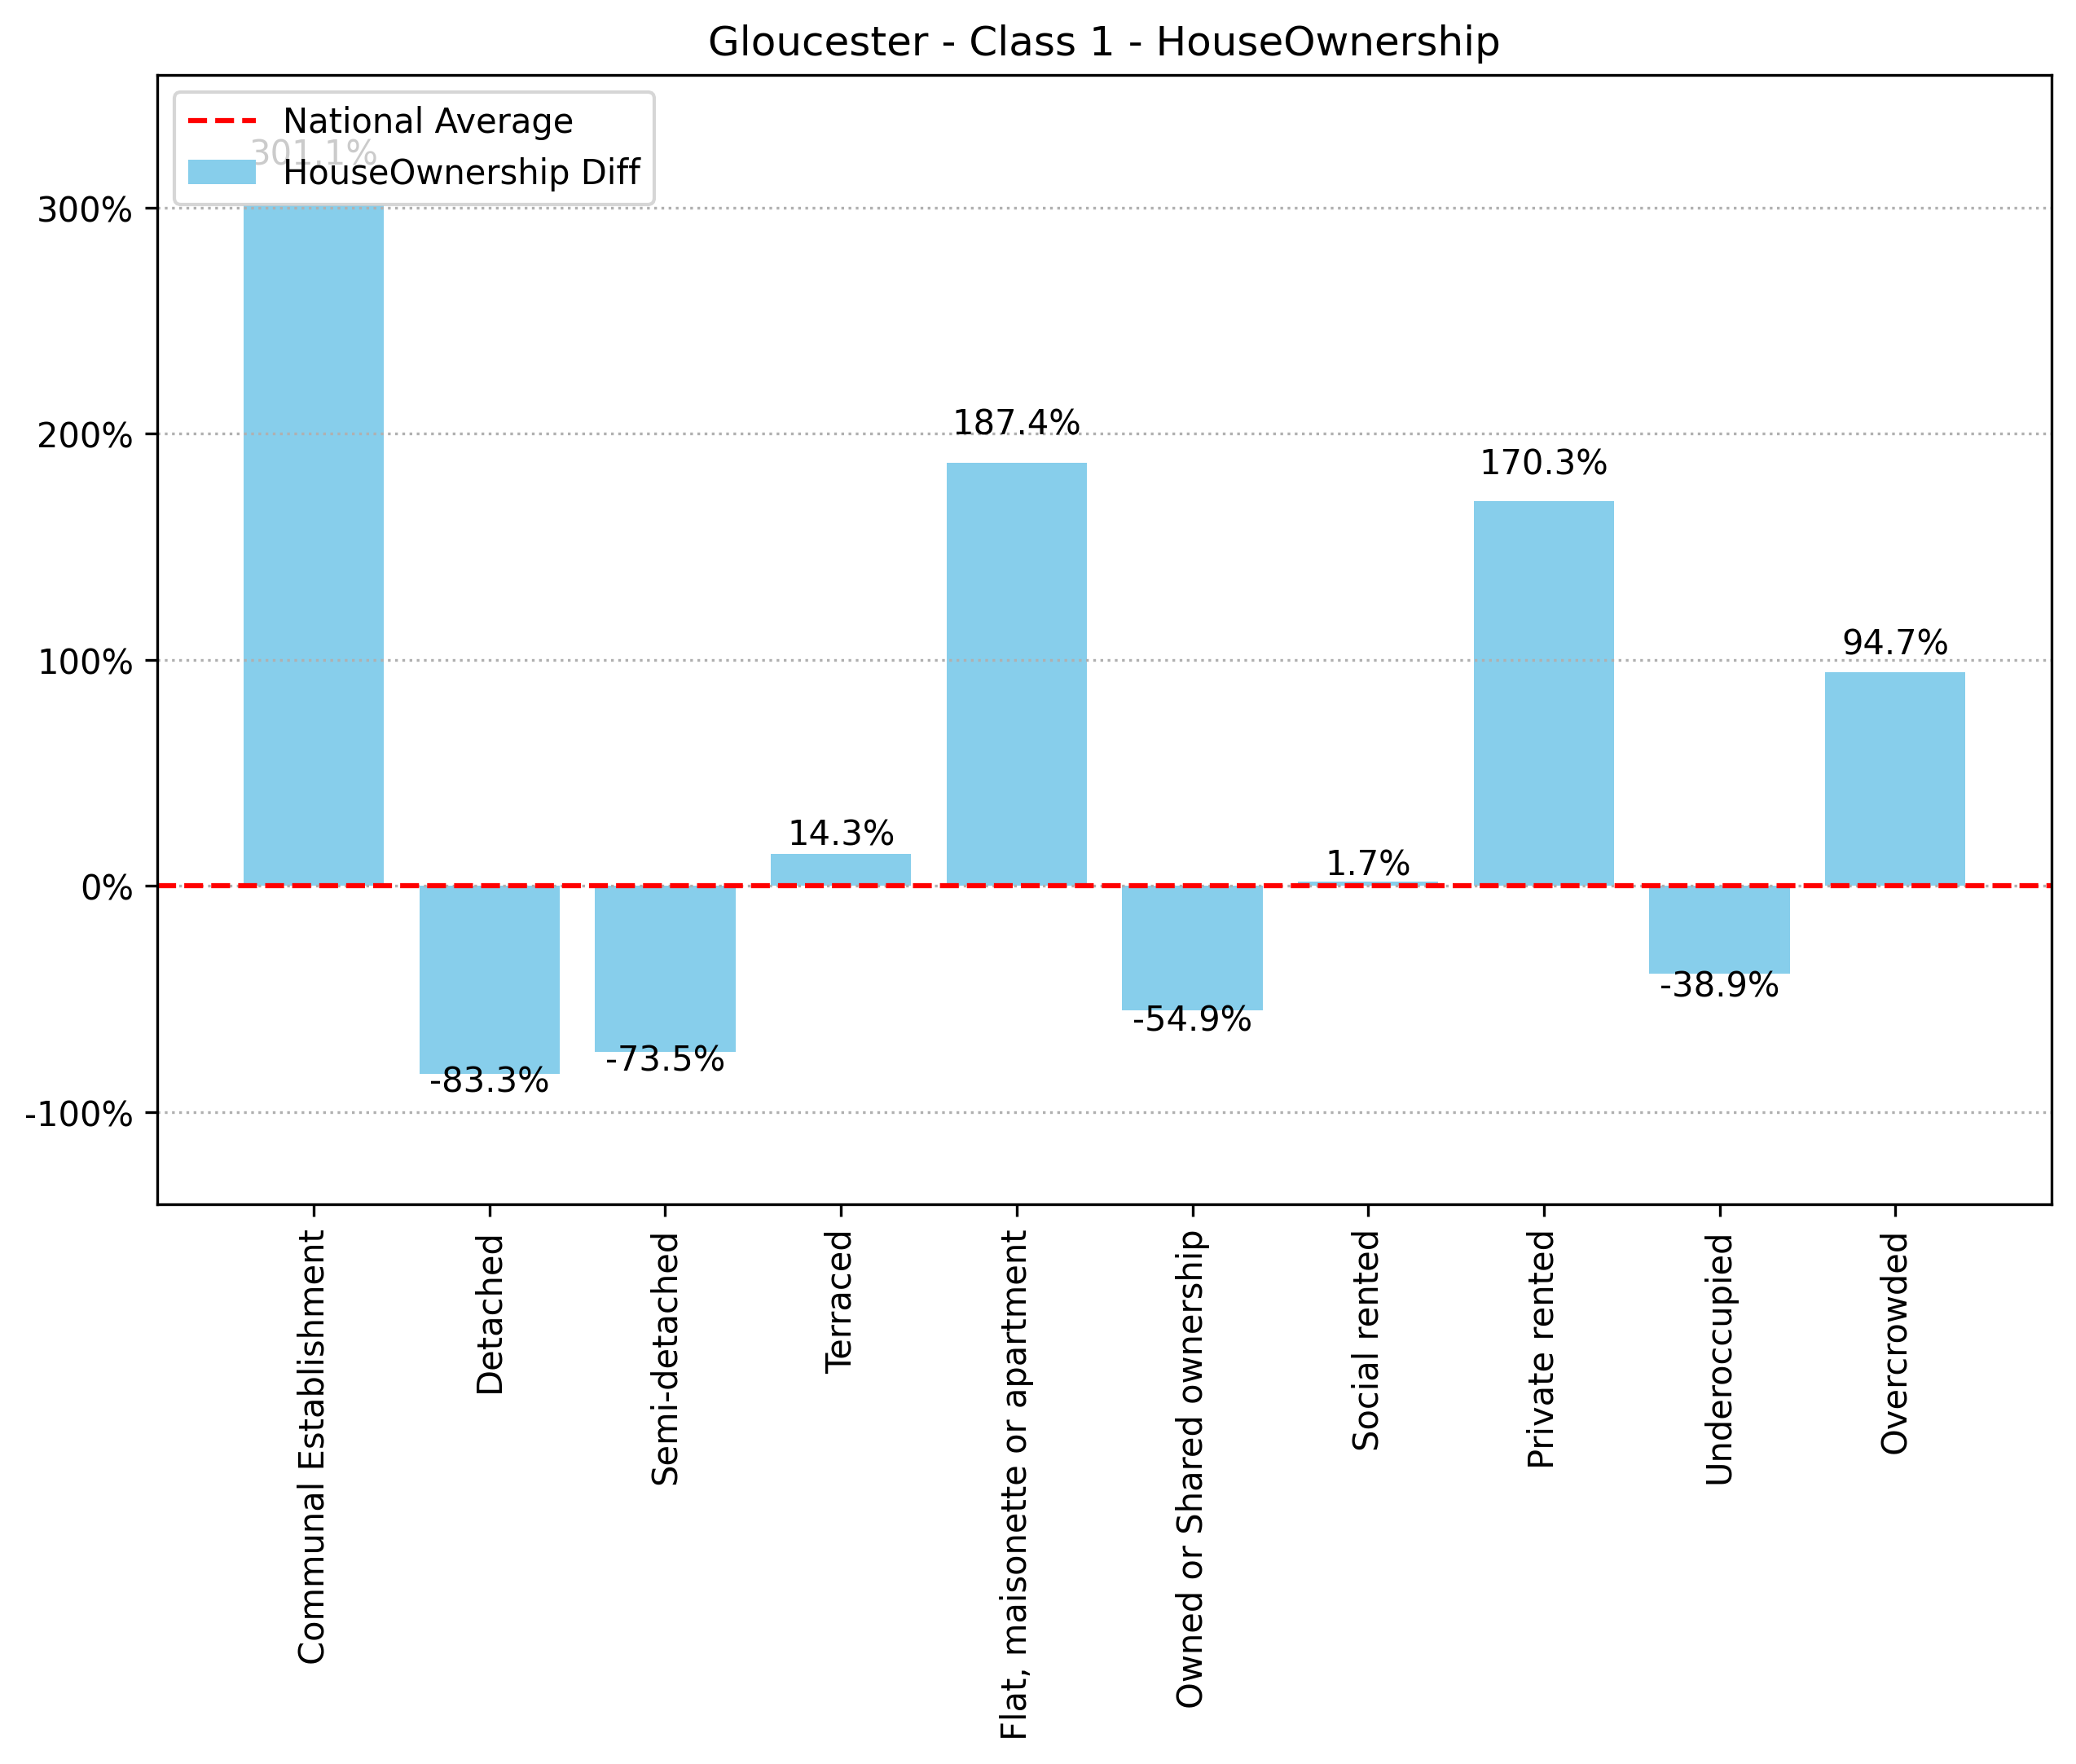 Gloucester - Class 1 - HouseOwnership
National Average
301.1%
HouseOwnership Diff
300%
200%
100%
0%
-100%
187.4%
170.3%
94.7%
14.3%
1.7%
-38.9%
-54.9%
-73.5%
-83.3%
Communal Establishment
Detached
Semi-detached
Terraced
Flat, maisonette or apartment
Owned or Shared ownership
Social rented
Private rented
Underoccupied
Overcrowded